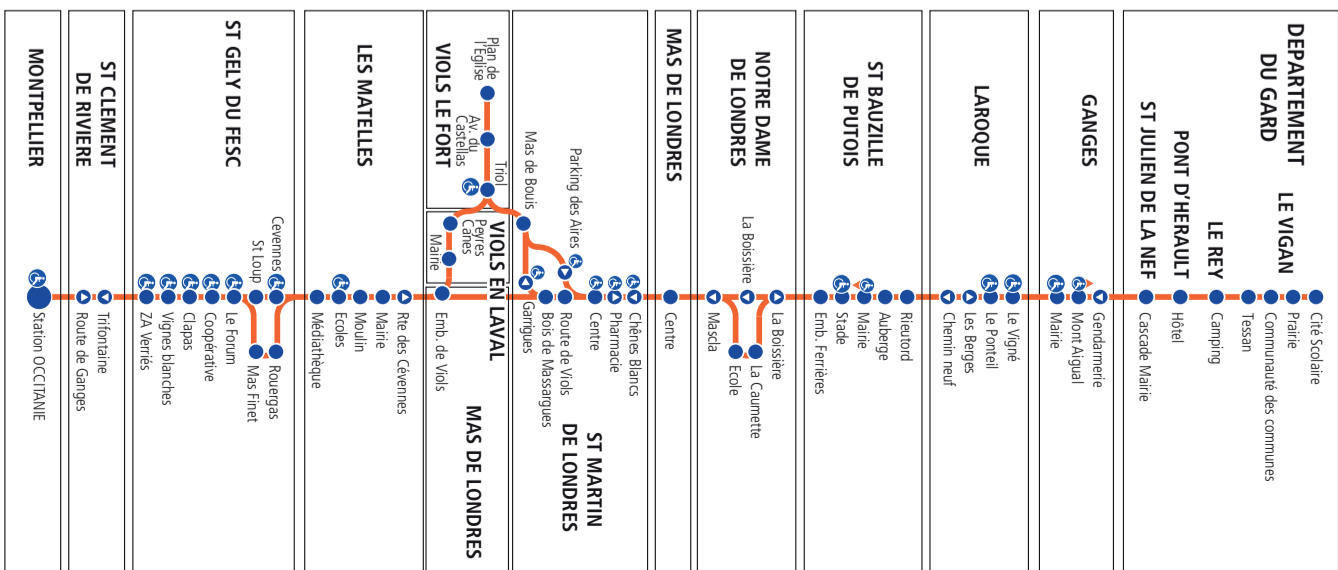 DEPARTEMENT
DU GARD
LE VIGAN
Cité Scolaire
Prairie
Communauté des communes
Tessan
LE REY
Camping
PONT D'HERAULT
Hôtel
ST JULIEN DE LA NEF
Cascade Mairie
GANGES
Gendarmerie
Mont Aigual
Mairie
LAROQUE
Le Vigné
Le Ponteil
Les Berges
Chemin neuf
ST BAUZILLE
DE PUTOIS
Rieutord
Auberge
Mairie
Stade
Emb. Ferrières
NOTRE DAME
DE LONDRES
La Boissière
La Boissière
La Caumette
Ecole
Mascla
MAS DE LONDRES
Centre
ST MARTIN
DE LONDRES
Chênes Blancs
Pharmacie
Centre
Parking des Aires
Route de Viols
Bois de Massargues
Garrigues
Mas de Bouis
VIOLS LE FORT
Plan de
l'Eglise
Av. du
Castellas
Triol
VIOLS EN LAVAL
Peyres
Canes
Mairie
MAS DE LONDRES
Emb. de Viols
LES MATELLES
Rte des Cévennes
Mairie
Moulin
Ecoles
Médiathèque
ST GELY DU FESC
Cevennes
St Loup
Rouergas
Mas Finet
Le Forum
Coopérative
Clapas
Vignes blanches
ZA Verriés
ST CLEMENT
DE RIVIERE
Trifontaine
Route de Ganges
MONTPELLIER
Station OCCITANIE